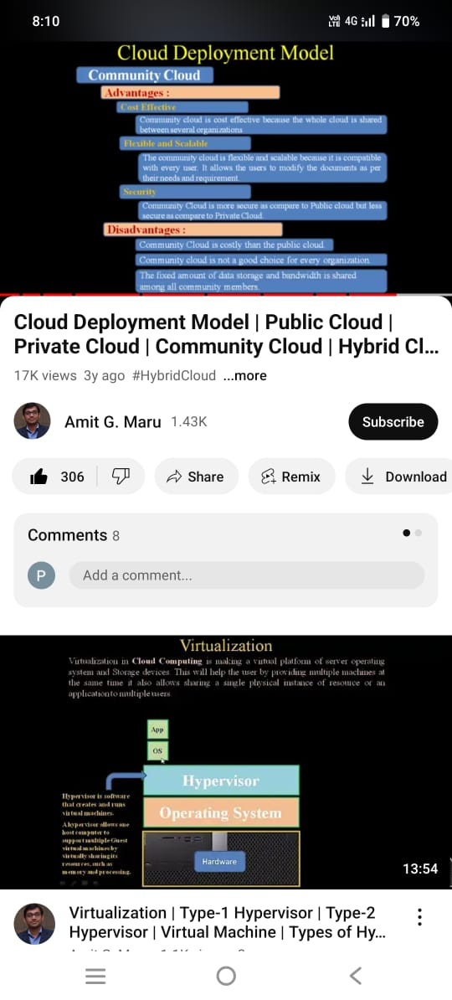 8:10
VoI) LTE 4G 70%
Cloud Deployment Model
Community Cloud
Advantages :
Cost Effective
Community cloud is cost effective because the whole cloud is shared
between several organizations
Flexible and Scalable
The community cloud is flexible and scalable because it is compatible
with every user. It allows the users to modify the documents as per
their needs and requirement.
Security
Community Cloud is more secure as compare to Public cloud but less
secure as compare to Private Cloud.
Disadvantages :
Community Cloud is costly than the public cloud.
Community cloud is not a good choice for every organization.
The fixed amount of data storage and bandwidth is shared
among all community members.
Cloud Deployment Model | Public Cloud |
Private Cloud | Community Cloud | Hybrid Cl...
17K views 3y ago #HybridCloud ...more
Amit G. Maru 1.43K
Subscribe
306
Share
Remix
Download
Comments 8
P
Add a comment...
Virtualization
Virtualization in Cloud Computing is making a virtual platform of server operating
system and Storage devices. This will help the user by providing multiple machines at
the same time it also allows sharing a single physical instance of resource or an
application to multiple users.
App
OS
Hypervisor
Hypervisor is software
that creates and runs
virtual machines.
Operating System
A hypervisor allows one
host computer to
support multiple Guest
virtual machines by
virtually sharing its
resources, such as
memory and processing.
Hardware
13:54
Virtualization | Type-1 Hypervisor | Type-2
Hypervisor | Virtual Machine | Types of Hy...